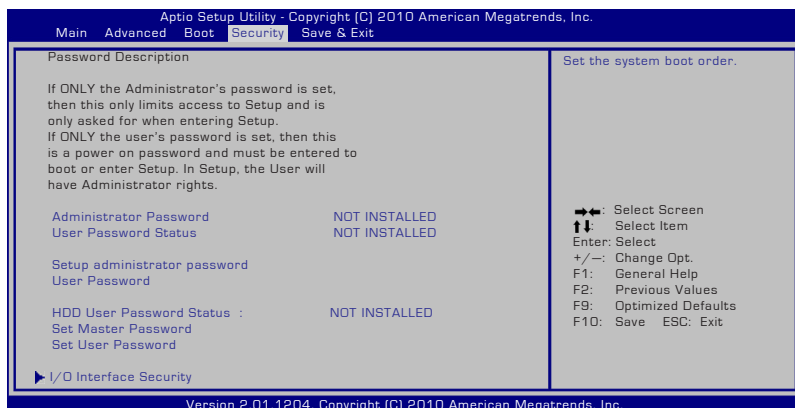 Aptio Setup Utility - Copyright (C) 2010 American Megatrends, Inc.
Main Advanced Boot Security Save & Exit
Password Description
If ONLY the Administrator's password is set,
then this only limits access to Setup and is
only asked for when entering Setup.
If ONLY the user's password is set, then this
is a power on password and must be entered to
boot or enter Setup. In Setup, the User will
have Administrator rights.
Administrator Password NOT INSTALLED
User Password Status NOT INSTALLED
Setup administrator password
User Password
HDD User Password Status : NOT INSTALLED
Set Master Password
Set User Password
I/O Interface Security
Set the system boot order.
→←: Select Screen
↑↓: Select Item
Enter: Select
+/—: Change Opt.
F1: General Help
F2: Previous Values
F9: Optimized Defaults
F10: Save ESC: Exit
Version 2.01.1204. Copyright (C) 2010 American Megatrends, Inc.